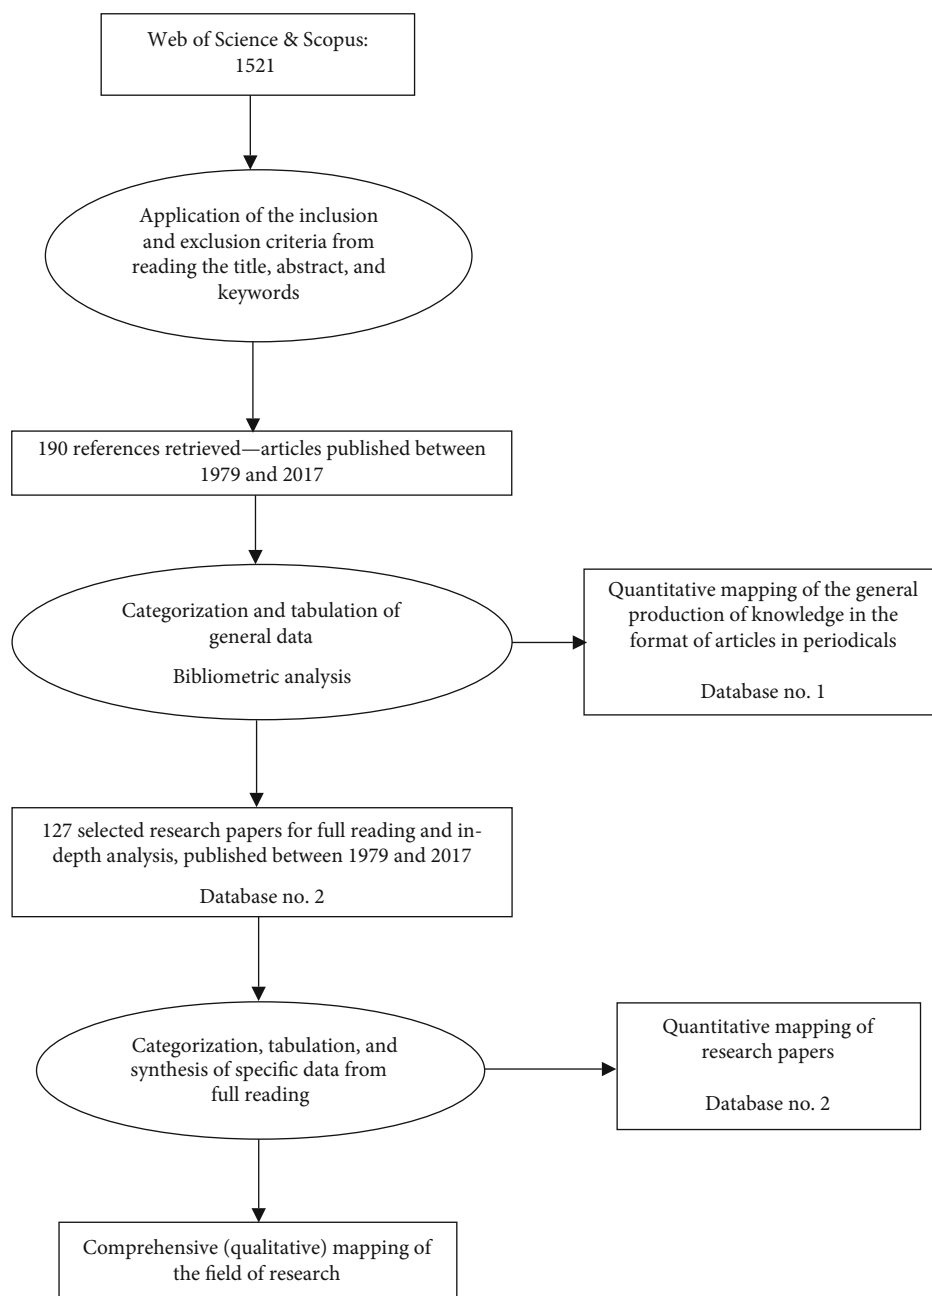 Web of Science & Scopus:
1521
Application of the inclusion
and exclusion criteria from
reading the title, abstract, and
keywords
190 references retrieved—articles published between
1979 and 2017
Categorization and tabulation of
general data
Bibliometric analysis
Quantitative mapping of the general
production of knowledge in the
format of articles in periodicals
Database no. 1
127 selected research papers for full reading and in-
depth analysis, published between 1979 and 2017
Database no. 2
Categorization, tabulation, and
synthesis of specific data from
full reading
Quantitative mapping of
research papers
Database no. 2
Comprehensive (qualitative) mapping of
the field of research